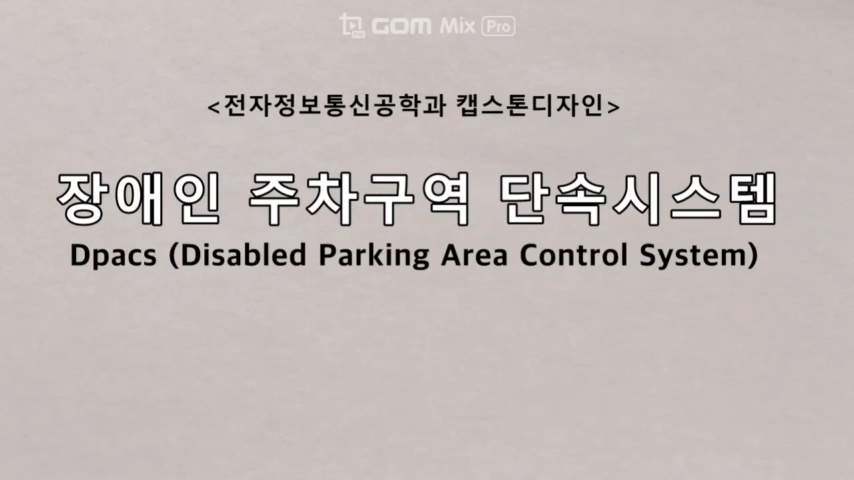 GOM Mix Pro
<전자정보통신공학과 캡스톤디자인>
장애인 주차구역 단속시스템
Dpacs (Disabled Parking Area Control System)